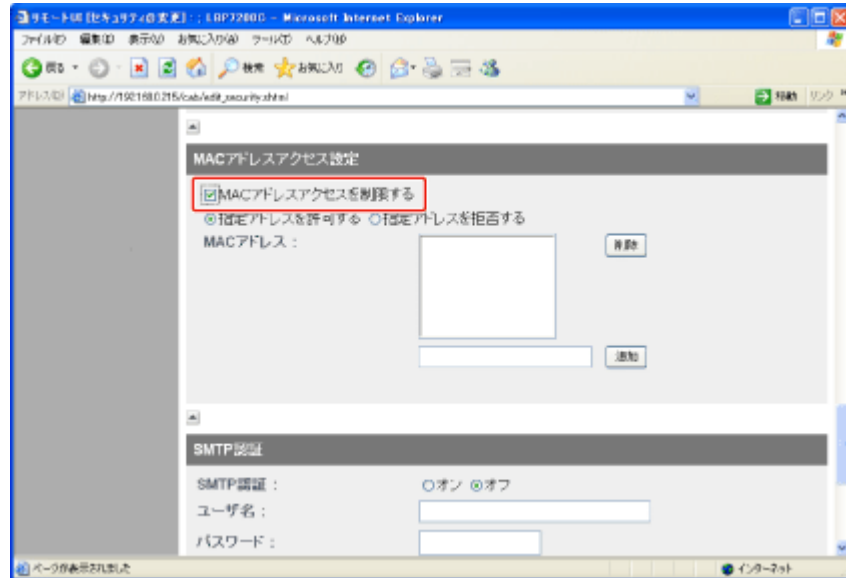 リモートUI [セキュリティの変更] : ; LBP7200C - Microsoft Internet Explorer
ファイル(F) 編集(E) 表示(V) お気に入り(A) ツール(T) ヘルプ(H)
戻る 検索 お気に入り
アドレス(D) http://192.168.0.215/cab/edit_security.shtml 移動 リンク »
MACアドレスアクセス設定
MACアドレスアクセスを制限する
指定アドレスを許可する 指定アドレスを拒否する
MACアドレス : 削除
追加
SMTP認証
SMTP認証 : オン オフ
ユーザ名 :
パスワード :
ページが表示されました インターネット